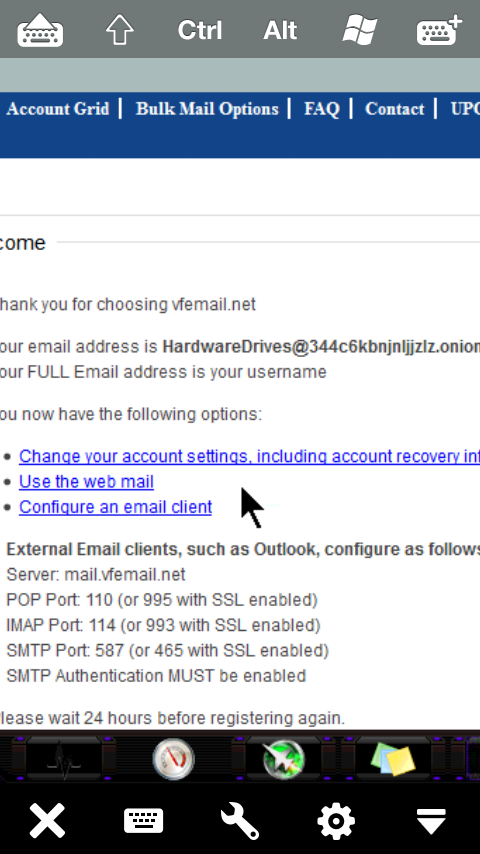 Ctrl Alt
Account Grid | Bulk Mail Options | FAQ | Contact | UPG
come
hank you for choosing vfemail.net
our email address is HardwareDrives@344c6kbnjnljjzlz.onion
our FULL Email address is your username
ou now have the following options:
• Change your account settings, including account recovery inf
• Use the web mail
• Configure an email client
External Email clients, such as Outlook, configure as follows
Server: mail.vfemail.net
POP Port: 110 (or 995 with SSL enabled)
IMAP Port: 114 (or 993 with SSL enabled)
SMTP Port: 587 (or 465 with SSL enabled)
SMTP Authentication MUST be enabled
lease wait 24 hours before registering again.